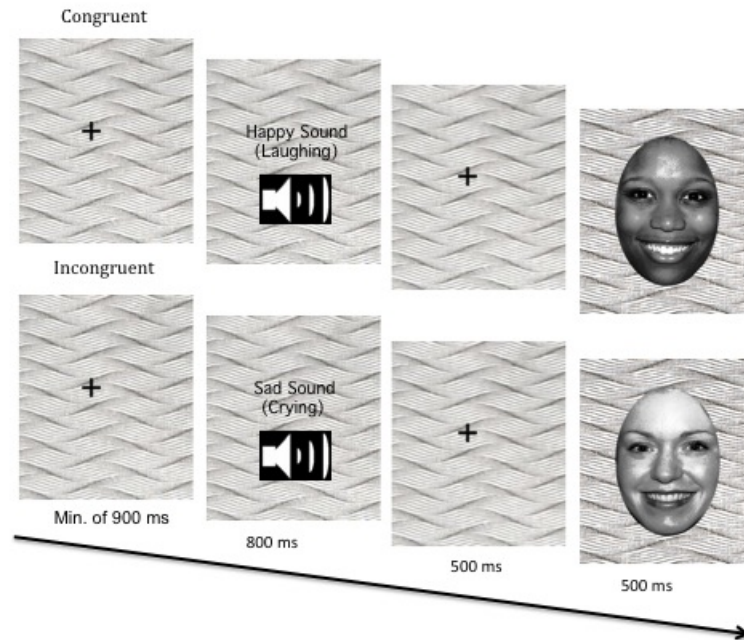 Congruent
Happy Sound
(Laughing)
Incongruent
Sad Sound
(Crying)
Min. of 900 ms
800 ms
500 ms
500 ms